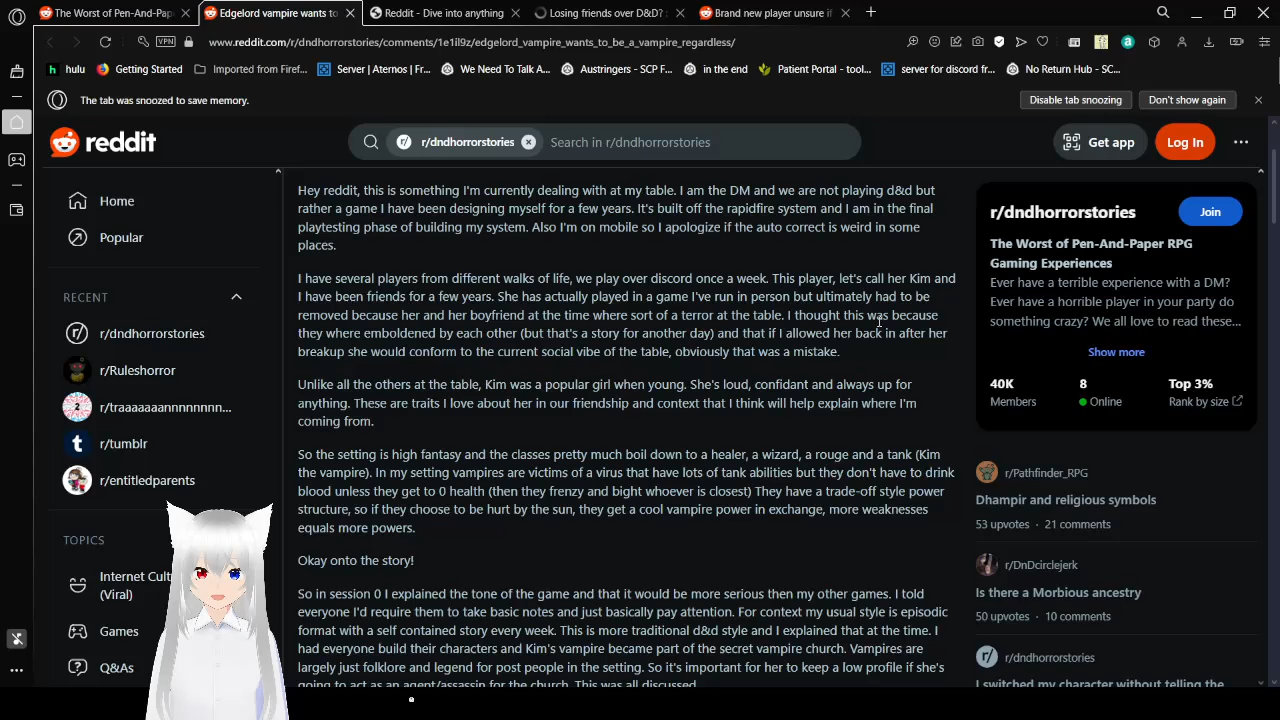 The Worst of Pen-And-Pape
Edgelord vampire wants to
Reddit - Dive into anything
Losing friends over D&D? :
Brand new player unsure if
VPN
www.reddit.com/r/dndhorrorstories/comments/1e1il9z/edgelord_vampire_wants_to_be_a_vampire_regardless/
hulu
Getting Started
Imported from Firef...
Server | Aternos | Fr...
We Need To Talk A...
Austringers - SCP F...
in the end
Patient Portal - tool...
server for discord fr...
No Return Hub - SC...
The tab was snoozed to save memory.
Disable tab snoozing
Don't show again
reddit
r/dndhorrorstories
Search in r/dndhorrorstories
Get app
Log In
Home
Popular
RECENT
r/dndhorrorstories
r/Ruleshorror
r/traaaaaaannnnnnnn...
r/tumblr
r/entitledparents
TOPICS
Internet Cult
(Viral)
Games
Q&As
Hey reddit, this is something I'm currently dealing with at my table. I am the DM and we are not playing d&d but
rather a game I have been designing myself for a few years. It's built off the rapidfire system and I am in the final
playtesting phase of building my system. Also I'm on mobile so I apologize if the auto correct is weird in some
places.
I have several players from different walks of life, we play over discord once a week. This player, let's call her Kim and
I have been friends for a few years. She has actually played in a game I've run in person but ultimately had to be
removed because her and her boyfriend at the time where sort of a terror at the table. I thought this was because
they where emboldened by each other (but that's a story for another day) and that if I allowed her back in after her
breakup she would conform to the current social vibe of the table, obviously that was a mistake.
Unlike all the others at the table, Kim was a popular girl when young. She's loud, confidant and always up for
anything. These are traits I love about her in our friendship and context that I think will help explain where I'm
coming from.
So the setting is high fantasy and the classes pretty much boil down to a healer, a wizard, a rouge and a tank (Kim
the vampire). In my setting vampires are victims of a virus that have lots of tank abilities but they don't have to drink
blood unless they get to 0 health (then they frenzy and bight whoever is closest) They have a trade-off style power
structure, so if they choose to be hurt by the sun, they get a cool vampire power in exchange, more weaknesses
equals more powers.
Okay onto the story!
So in session 0 I explained the tone of the game and that it would be more serious then my other games. I told
everyone I'd require them to take basic notes and just basically pay attention. For context my usual style is episodic
format with a self contained story every week. This is more traditional d&d style and I explained that at the time. I
had everyone build their characters and Kim's vampire became part of the secret vampire church. Vampires are
largely just folklore and legend for post people in the setting. So it's important for her to keep a low profile if she's
going to act as an agent/assassin for the church. This was all discussed.
r/dndhorrorstories
Join
The Worst of Pen-And-Paper RPG
Gaming Experiences
Ever have a terrible experience with a DM?
Ever have a horrible player in your party do
something crazy? We all love to read these...
Show more
40K
Members
8
Online
Top 3%
Rank by size
r/Pathfinder_RPG
Dhampir and religious symbols
53 upvotes · 21 comments
r/DnDcirclejerk
Is there a Morbious ancestry
50 upvotes · 10 comments
r/dndhorrorstories
I switched my character without telling the